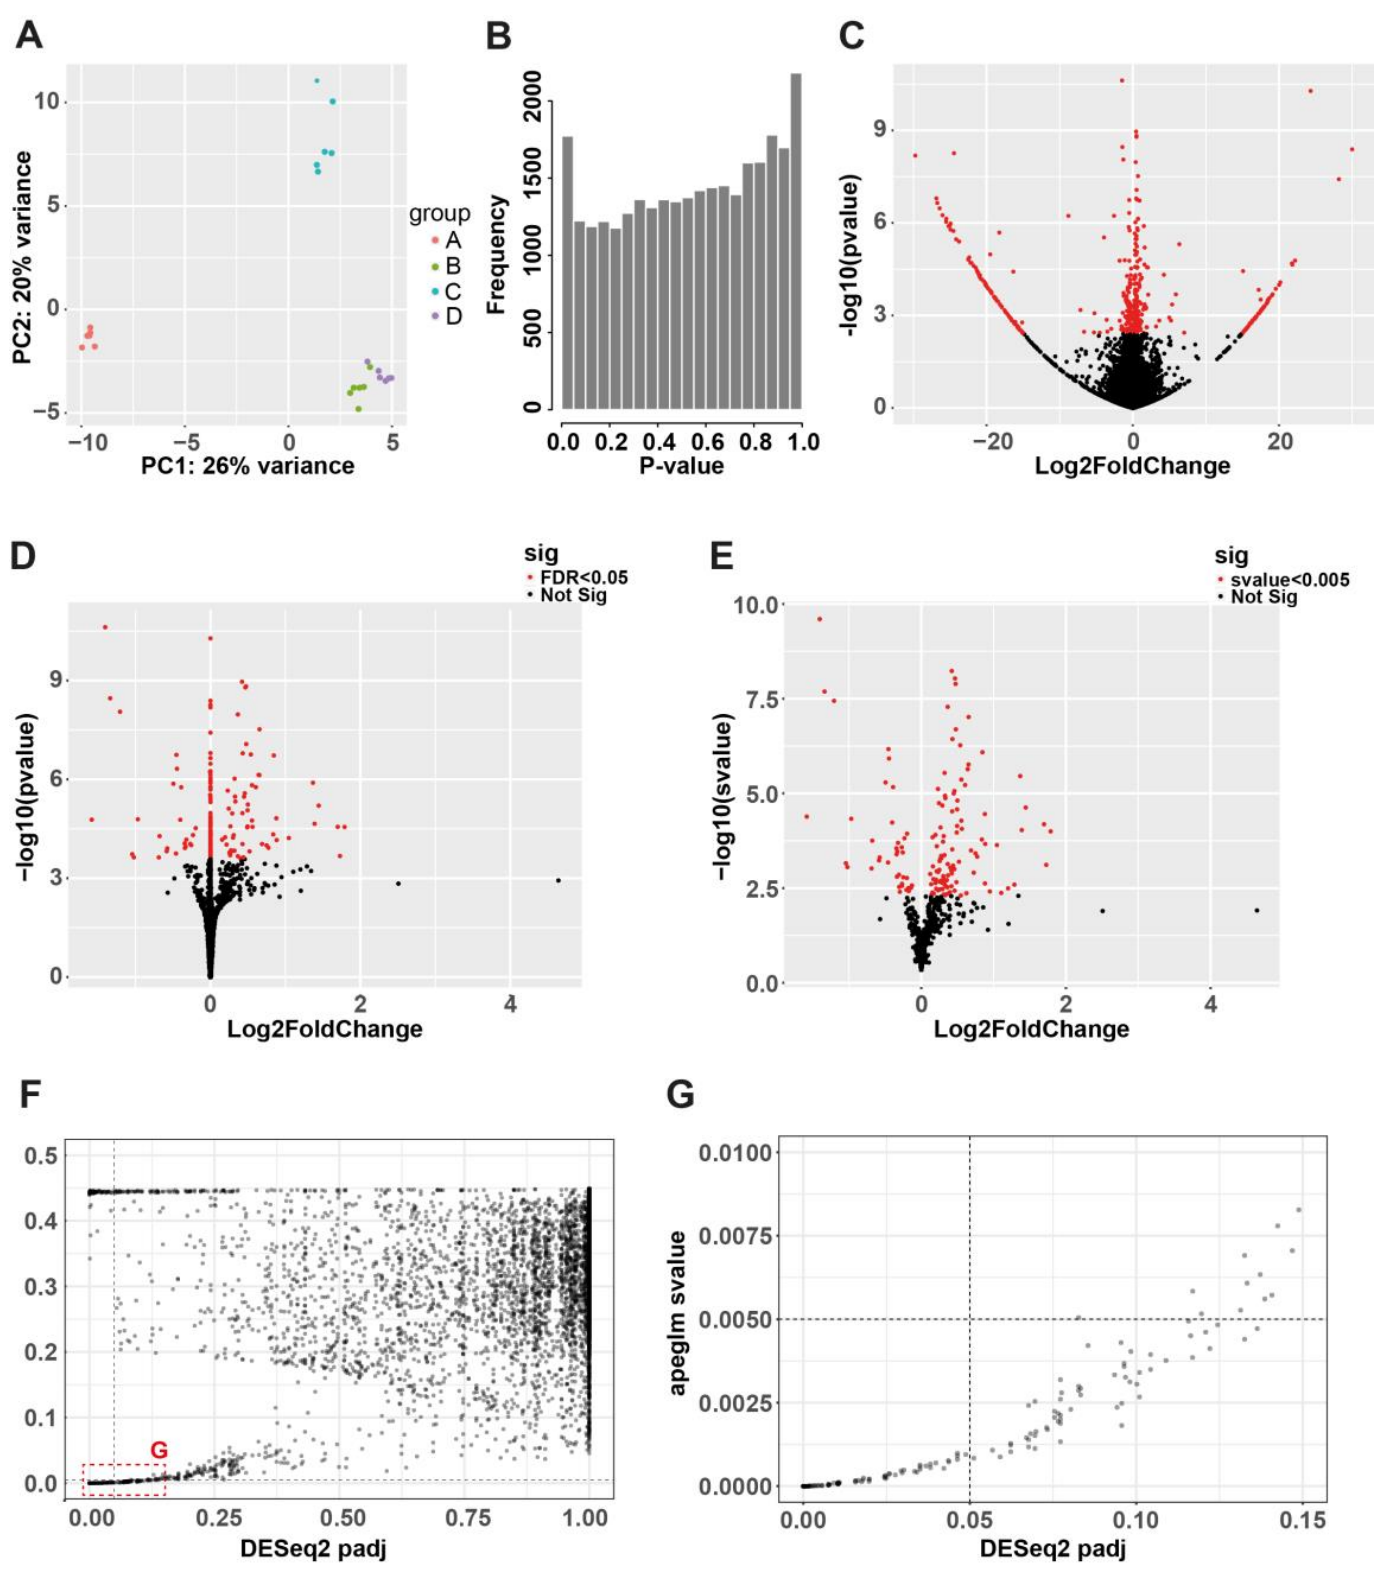 A
B
C
10
5
0
−5
−10
−5
0
5
PC2: 20% variance
PC1: 26% variance
group
A
B
C
D
2000
1500
1000
500
0
Frequency
0.0
0.2
0.4
0.6
0.8
1.0
P-value
9
6
3
0
-log10(pvalue)
−20
0
20
Log2FoldChange
D
E
sig
FDR<0.05
Not Sig
9
6
3
0
−log10(pvalue)
0
2
4
Log2FoldChange
sig
svalue<0.005
Not Sig
10.0
7.5
5.0
2.5
0.0
−log10(svalue)
0
2
4
Log2FoldChange
F
G
0.5
0.4
0.3
0.2
0.1
0.0
G
0.00
0.25
0.50
0.75
1.00
DESeq2 padj
0.0100
0.0075
0.0050
0.0025
0.0000
apeglm svalue
0.00
0.05
0.10
0.15
DESeq2 padj